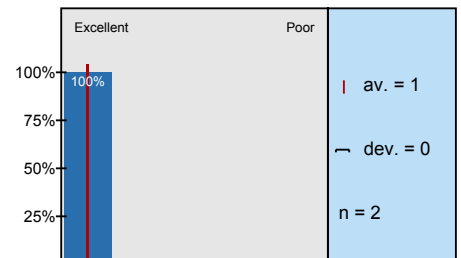 Excellent Poor
100%
100%
75%
50%
25%
av. = 1
dev. = 0
n = 2